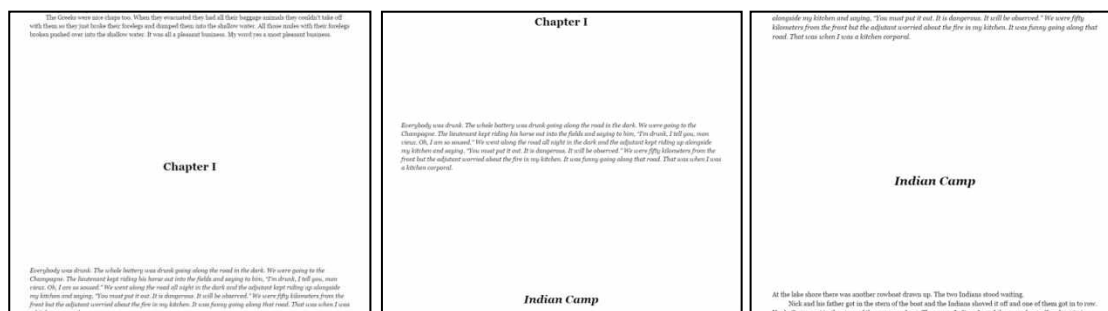 The Greeks were nice chaps too. When they evacuated they had all their baggage animals they couldn't take off
with them so they just broke their forelegs and dumped them into the shallow water. All those mules with their forelegs
broken pushed over into the shallow water. It was all a pleasant business. My word yes a most pleasant business.
Chapter I
Everybody was drunk. The whole battery was drunk going along the road in the dark. We were going to the
Champagne. The lieutenant kept riding his horse out into the fields and saying to him, "I'm drunk, I tell you, mon
vieux. Oh, I am so soused." We went along the road all night in the dark and the adjutant kept riding up alongside
my kitchen and saying, "You must put it out. It is dangerous. It will be observed." We were fifty kilometers from the
front but the adjutant worried about the fire in my kitchen. It was funny going along that road. That was when I was
Chapter I
Everybody was drunk. The whole battery was drunk going along the road in the dark. We were going to the
Champagne. The lieutenant kept riding his horse out into the fields and saying to him, "I'm drunk, I tell you, mon
vieux. Oh, I am so soused." We went along the road all night in the dark and the adjutant kept riding up alongside
my kitchen and saying, "You must put it out. It is dangerous. It will be observed." We were fifty kilometers from the
front but the adjutant worried about the fire in my kitchen. It was funny going along that road. That was when I was
a kitchen corporal.
Indian Camp
alongside my kitchen and saying, "You must put it out. It is dangerous. It will be observed." We were fifty
kilometers from the front but the adjutant worried about the fire in my kitchen. It was funny going along that
road. That was when I was a kitchen corporal.
Indian Camp
At the lake shore there was another rowboat drawn up. The two Indians stood waiting.
Nick and his father got in the stern of the boat and the Indians shoved it off and one of them got in to row.